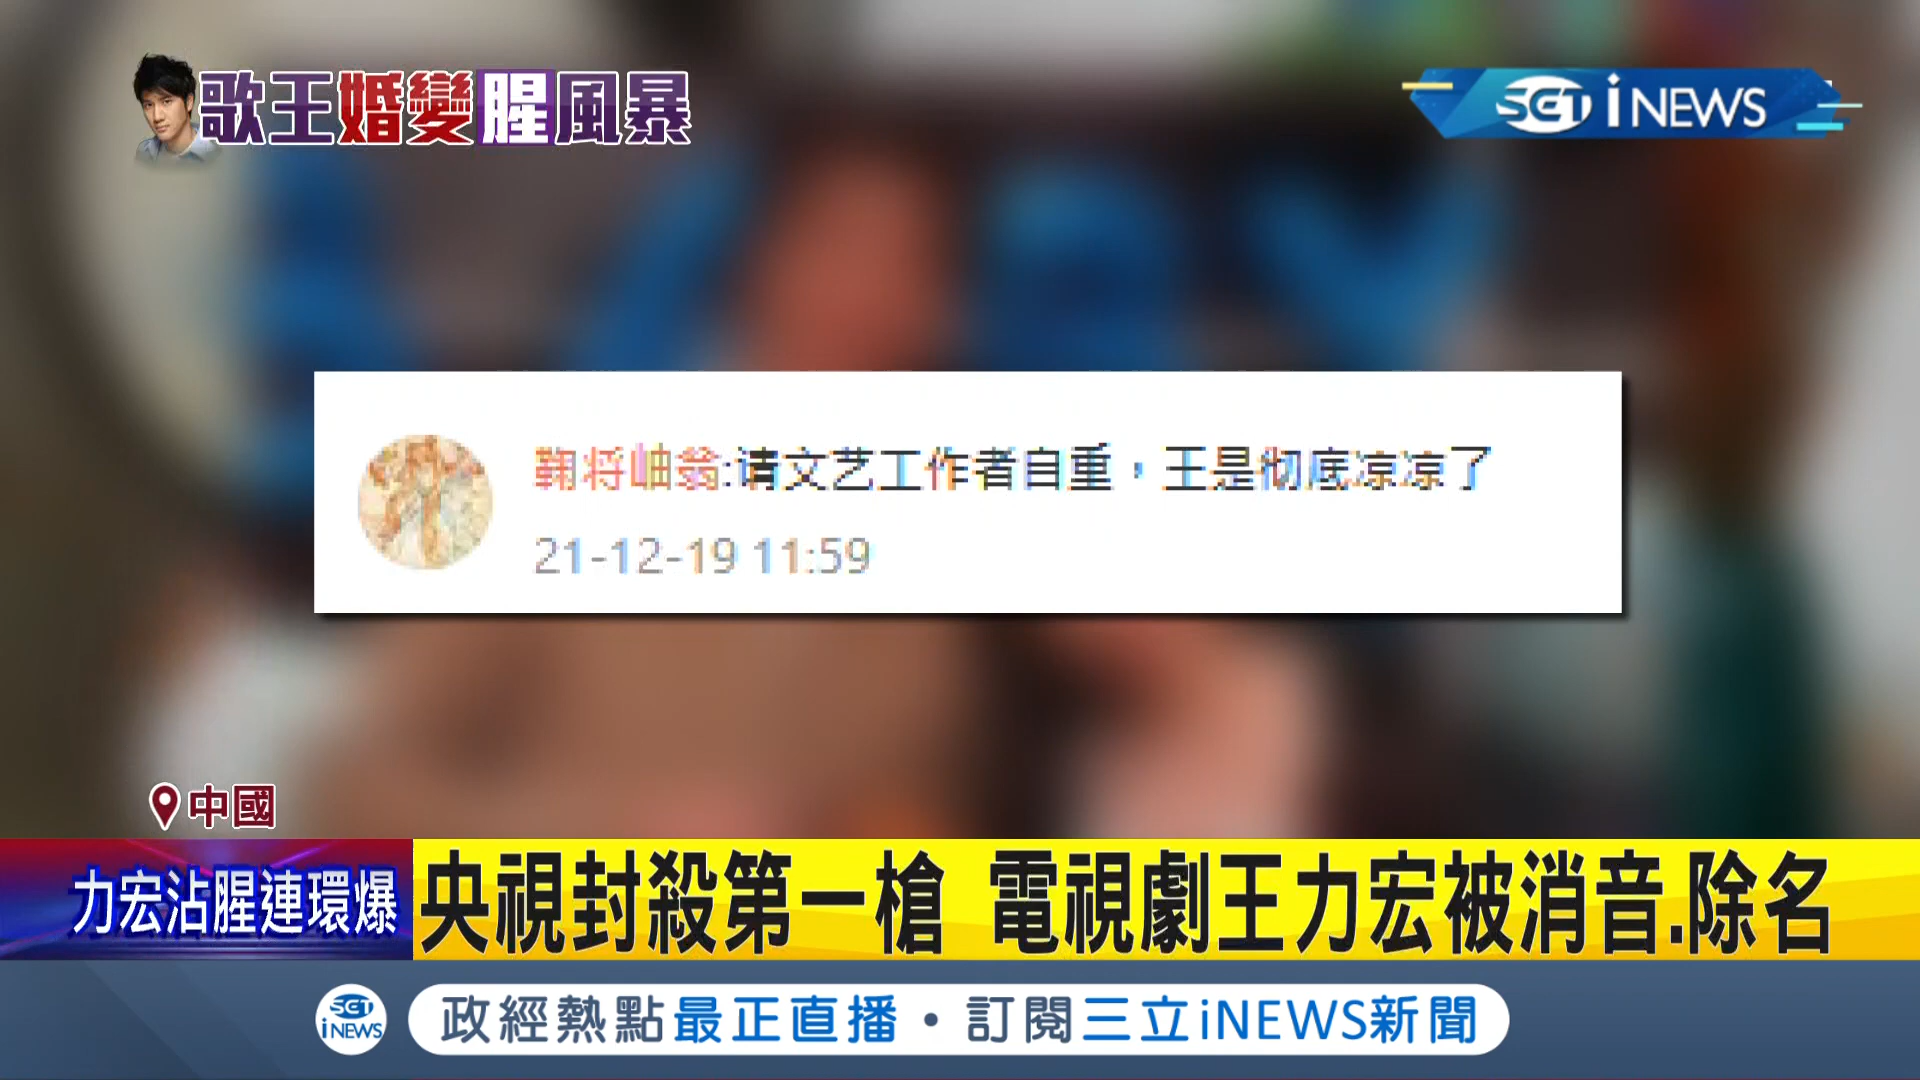 歌王婚變腥風暴
SET iNEWS
鞠将岫翁:请文艺工作者自重，王是彻底凉凉了
21-12-19 11:59
中國
力宏沾腥連環爆
央視封殺第一槍 電視劇王力宏被消音.除名
SET iNEWS
政經熱點最正直播・訂閱三立iNEWS新聞